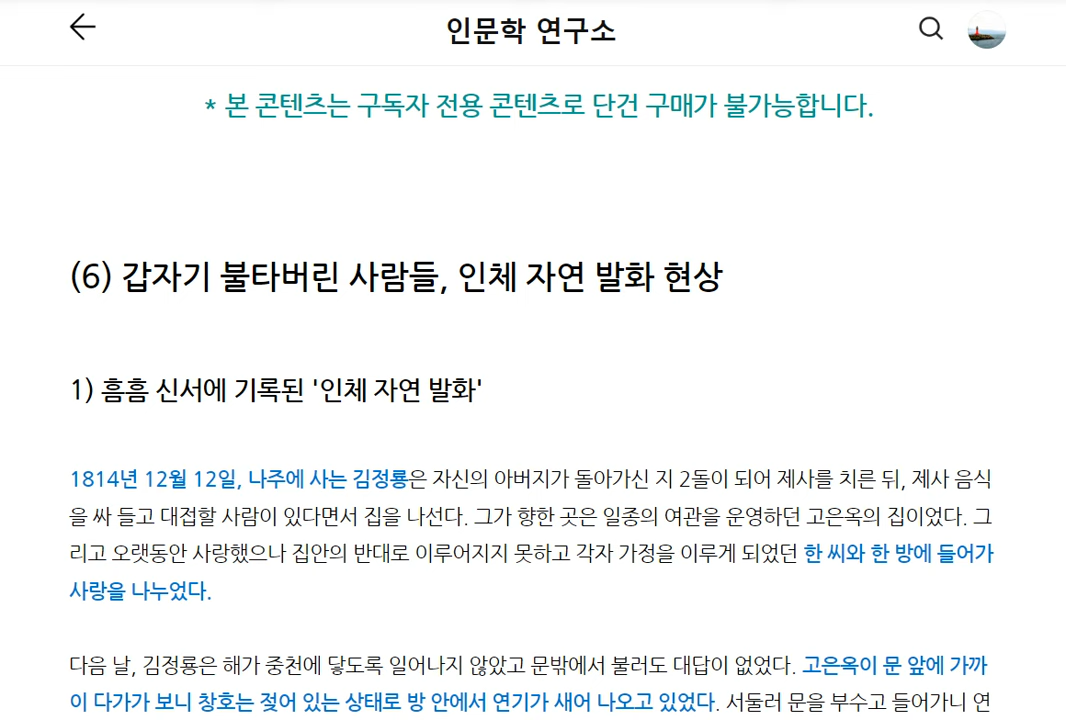 인문학 연구소
* 본 콘텐츠는 구독자 전용 콘텐츠로 단건 구매가 불가능합니다.
(6) 갑자기 불타버린 사람들, 인체 자연 발화 현상
1) 흠흠 신서에 기록된 '인체 자연 발화'
1814년 12월 12일, 나주에 사는 김정룡은 자신의 아버지가 돌아가신 지 2돌이 되어 제사를 치른 뒤, 제사 음식
을 싸 들고 대접할 사람이 있다면서 집을 나선다. 그가 향한 곳은 일종의 여관을 운영하던 고은옥의 집이었다. 그
리고 오랫동안 사랑했으나 집안의 반대로 이루어지지 못하고 각자 가정을 이루게 되었던 한 씨와 한 방에 들어가
사랑을 나누었다.
다음 날, 김정룡은 해가 중천에 닿도록 일어나지 않았고 문밖에서 불러도 대답이 없었다. 고은옥이 문 앞에 가까
이 다가가 보니 창호는 젖어 있는 상태로 방 안에서 연기가 새어 나오고 있었다. 서둘러 문을 부수고 들어가니 연